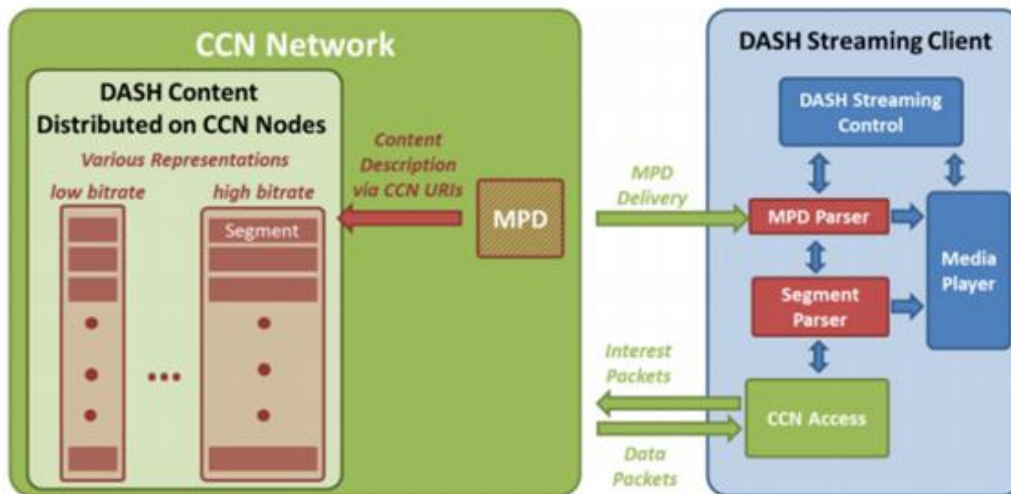 CCN Network
DASH Content
Distributed on CCN Nodes
Various Representations
low bitrate
high bitrate
Segment
Content
Description
via CCN URIs
MPD
MPD
Delivery
Interest
Packets
Data
Packets
DASH Streaming Client
DASH Streaming
Control
MPD Parser
Segment
Parser
Media
Player
CCN Access